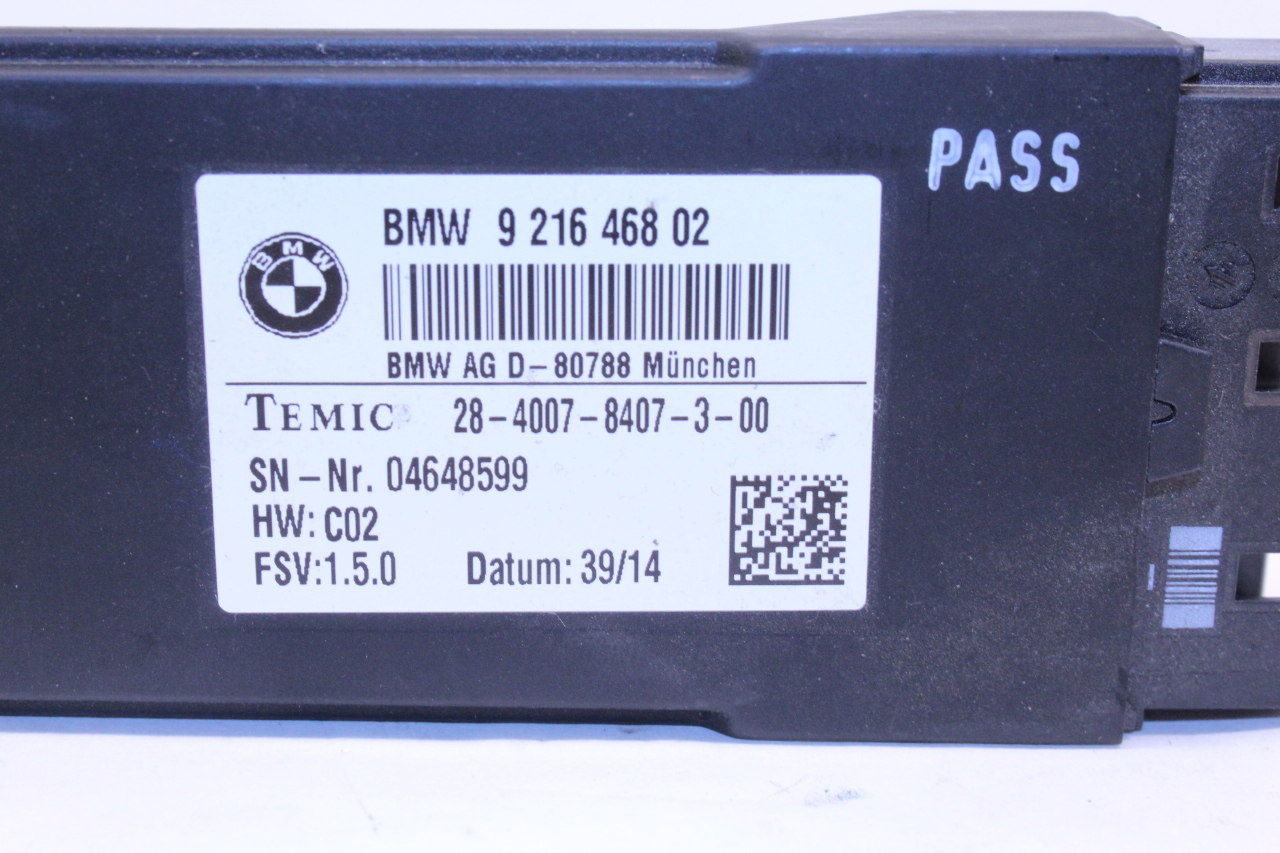 PASS
BMW 9 216 468 02
BMW
BMW AG D-80788 München
TEMIC 28-4007-8407-3-00
SN-Nr. 04648599
HW: C02
FSV:1.5.0 Datum: 39/14